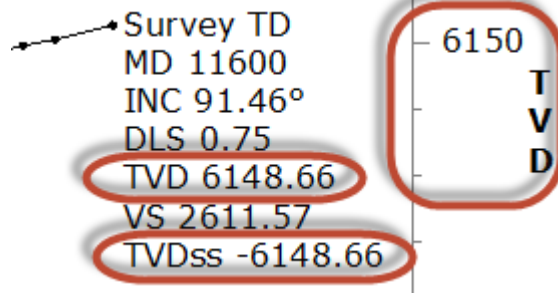 Survey TD
MD 11600
INC 91.46°
DLS 0.75
TVD 6148.66
VS 2611.57
TVDss -6148.66
6150
TVD